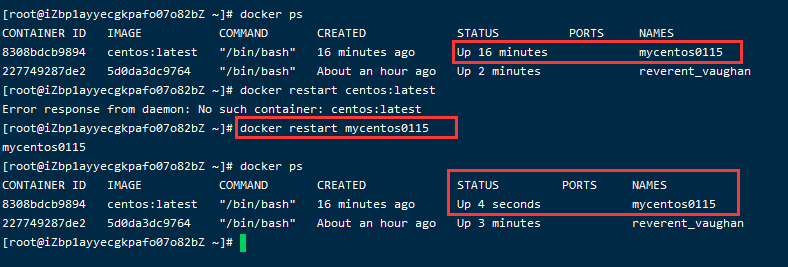 [root@iZbp1ayyecgkpafo07o82bZ ~]# docker ps
CONTAINER ID   IMAGE           COMMAND       CREATED             STATUS          PORTS     NAMES
8308bdcb9894   centos:latest   "/bin/bash"   16 minutes ago      Up 16 minutes             mycentos0115
227749287de2   5d0da3dc9764    "/bin/bash"   About an hour ago   Up 2 minutes              reverent_vaughan
[root@iZbp1ayyecgkpafo07o82bZ ~]# docker restart centos:latest
Error response from daemon: No such container: centos:latest
[root@iZbp1ayyecgkpafo07o82bZ ~]# docker restart mycentos0115
mycentos0115
[root@iZbp1ayyecgkpafo07o82bZ ~]# docker ps
CONTAINER ID   IMAGE           COMMAND       CREATED             STATUS         PORTS     NAMES
8308bdcb9894   centos:latest   "/bin/bash"   16 minutes ago      Up 4 seconds             mycentos0115
227749287de2   5d0da3dc9764    "/bin/bash"   About an hour ago   Up 3 minutes             reverent_vaughan
[root@iZbp1ayyecgkpafo07o82bZ ~]#